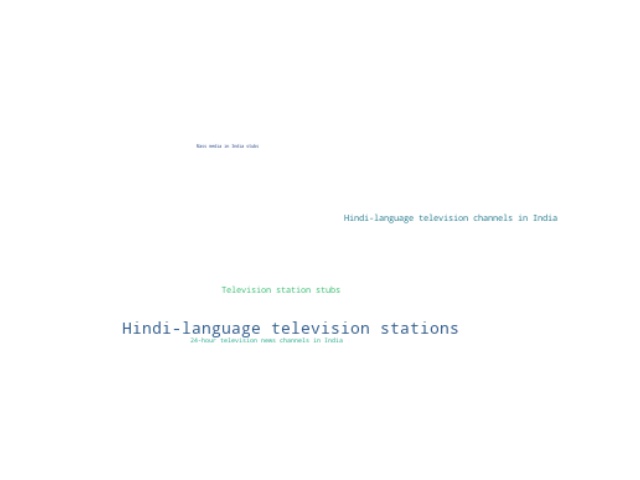 Mass media in India stubs
Hindi-language television channels in India
Television station stubs
Hindi-language television stations
24-hour television news channels in India